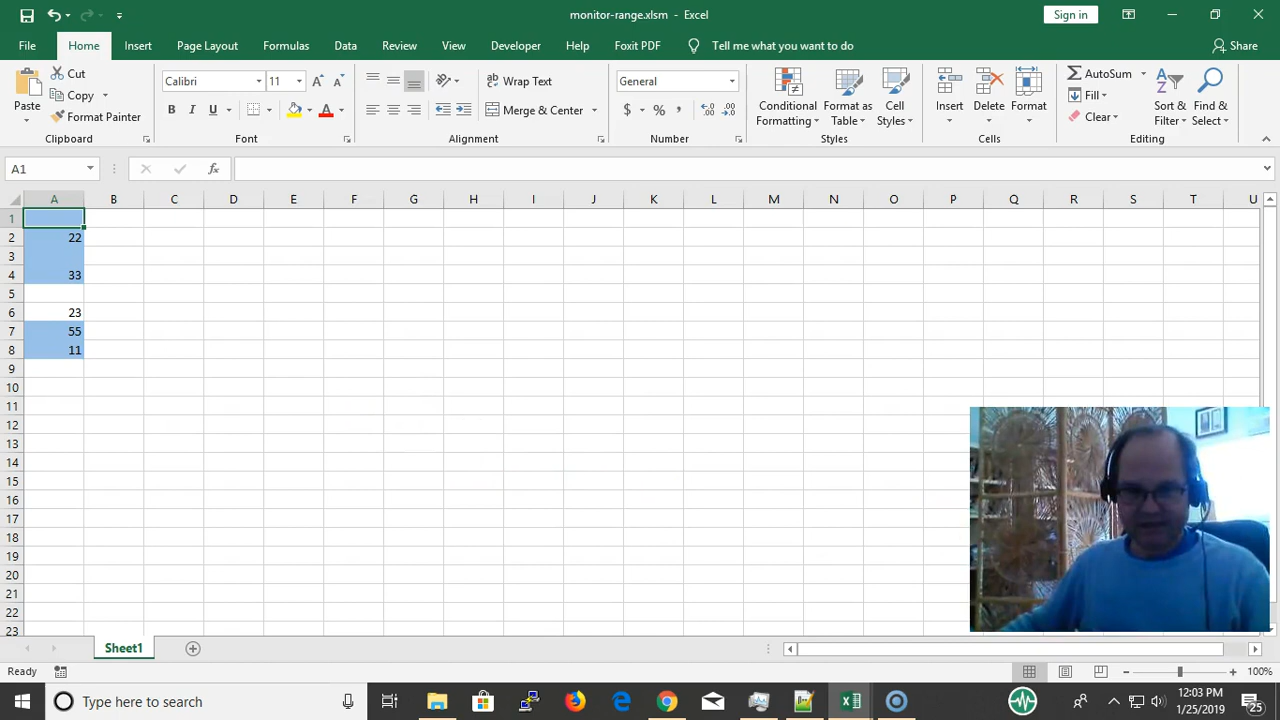 monitor-range.xlsm - Excel
Sign in
File Home Insert Page Layout Formulas Data Review View Developer Help Foxit PDF Tell me what you want to do Share
Paste
Cut
Copy
Format Painter
Clipboard
Calibri 11
B I U
Font
Wrap Text
Merge & Center
Alignment
General
$ % ,
Number
Conditional Formatting
Format as Table
Cell Styles
Styles
Insert
Delete
Format
Cells
AutoSum
Fill
Clear
Sort & Filter
Find & Select
Editing
A1 fx
A B C D E F G H I J K L M N O P Q R S T U
1
2 22
3
4 33
5
6 23
7 55
8 11
9
10
11
12
13
14
15
16
17
18
19
20
21
22
23
Sheet1
Ready 100%
Type here to search
12:03 PM
1/25/2019
25